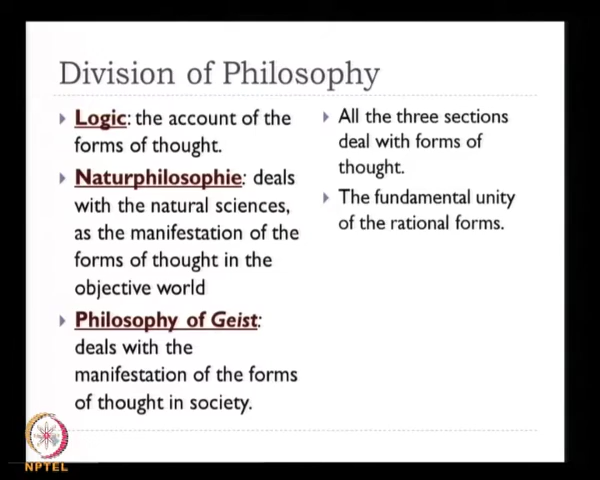 Division of Philosophy
Logic: the account of the
forms of thought.
Naturphilosophie: deals
with the natural sciences,
as the manifestation of the
forms of thought in the
objective world
Philosophy of Geist:
deals with the
manifestation of the forms
of thought in society.
All the three sections
deal with forms of
thought.
The fundamental unity
of the rational forms.
NPTEL